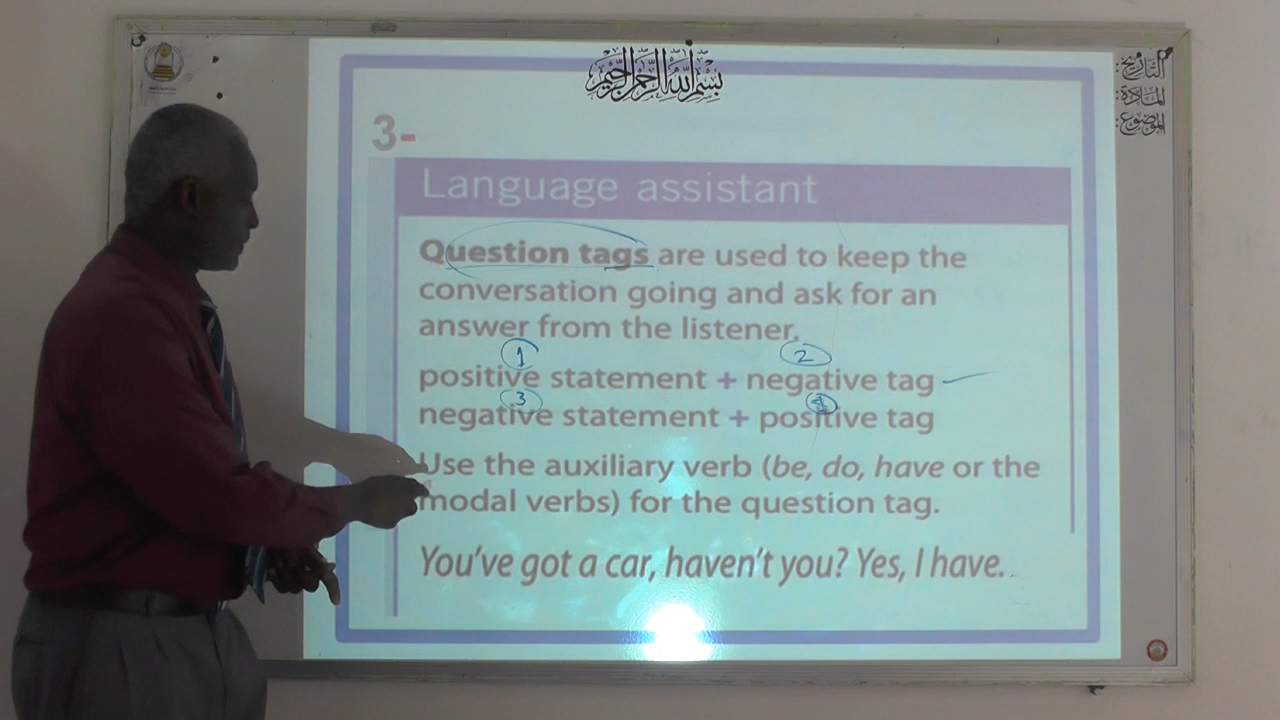 بسم الله الرحمن الرحيم
التاريخ:
المادة:
الموضوع:
3-
Language assistant
Question tags are used to keep the
conversation going and ask for an
answer from the listener.
1 2
positive statement + negative tag
3 4
negative statement + positive tag
Use the auxiliary verb (be, do, have or the
modal verbs) for the question tag.
You've got a car, haven't you? Yes, I have.